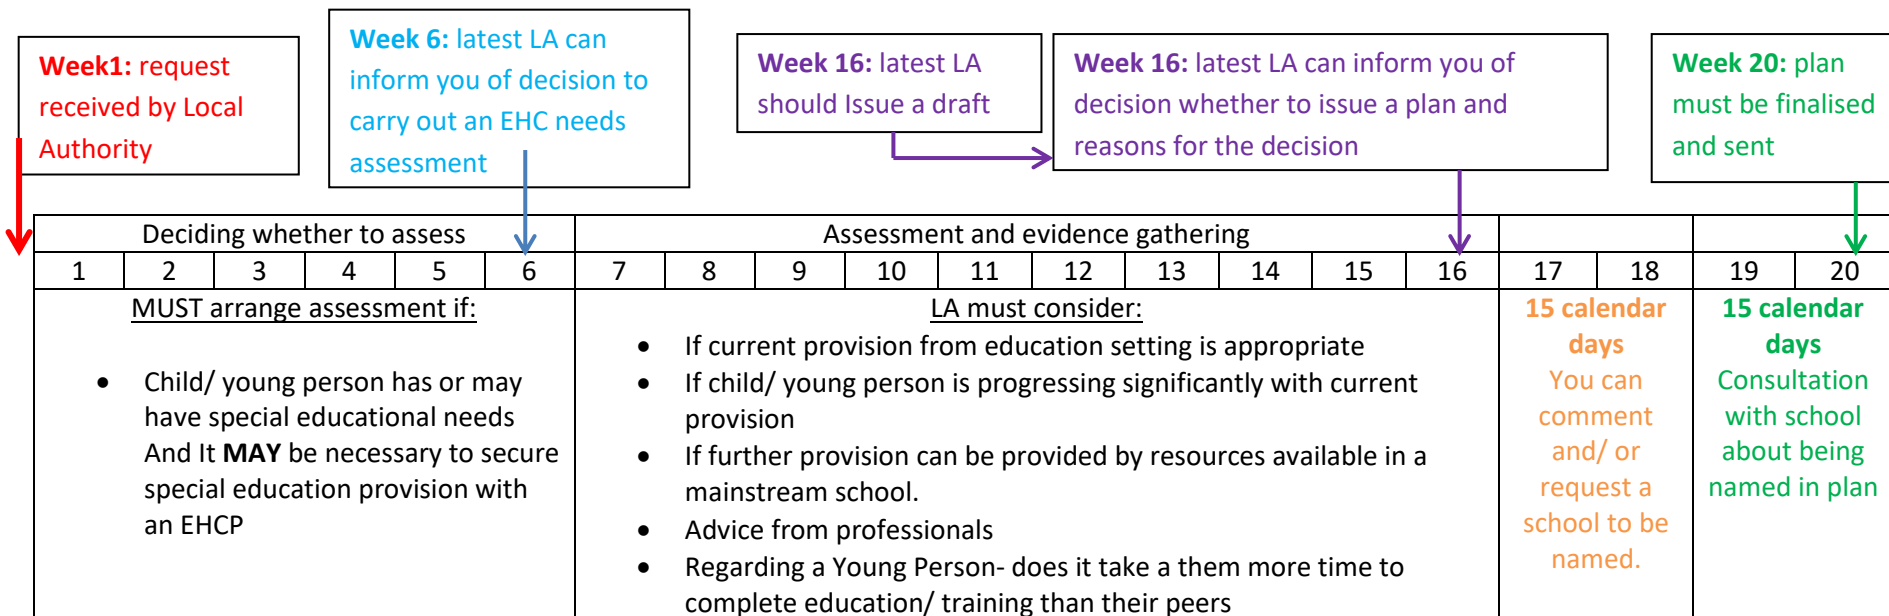 Week1: request
received by Local
Authority
Week 6: latest LA can
inform you of decision to
carry out an EHC needs
assessment
Week 16: latest LA
should Issue a draft
Week 16: latest LA can inform you of
decision whether to issue a plan and
reasons for the decision
Week 20: plan
must be finalised
and sent
Deciding whether to assess
Assessment and evidence gathering
1 2 3 4 5 6 7 8 9 10 11 12 13 14 15 16 17 18 19 20
MUST arrange assessment if:
• Child/ young person has or may
have special educational needs
And It MAY be necessary to secure
special education provision with
an EHCP
LA must consider:
• If current provision from education setting is appropriate
• If child/ young person is progressing significantly with current
provision
• If further provision can be provided by resources available in a
mainstream school.
• Advice from professionals
• Regarding a Young Person- does it take a them more time to
complete education/ training than their peers
15 calendar
days
You can
comment
and/ or
request a
school to be
named.
15 calendar
days
Consultation
with school
about being
named in plan